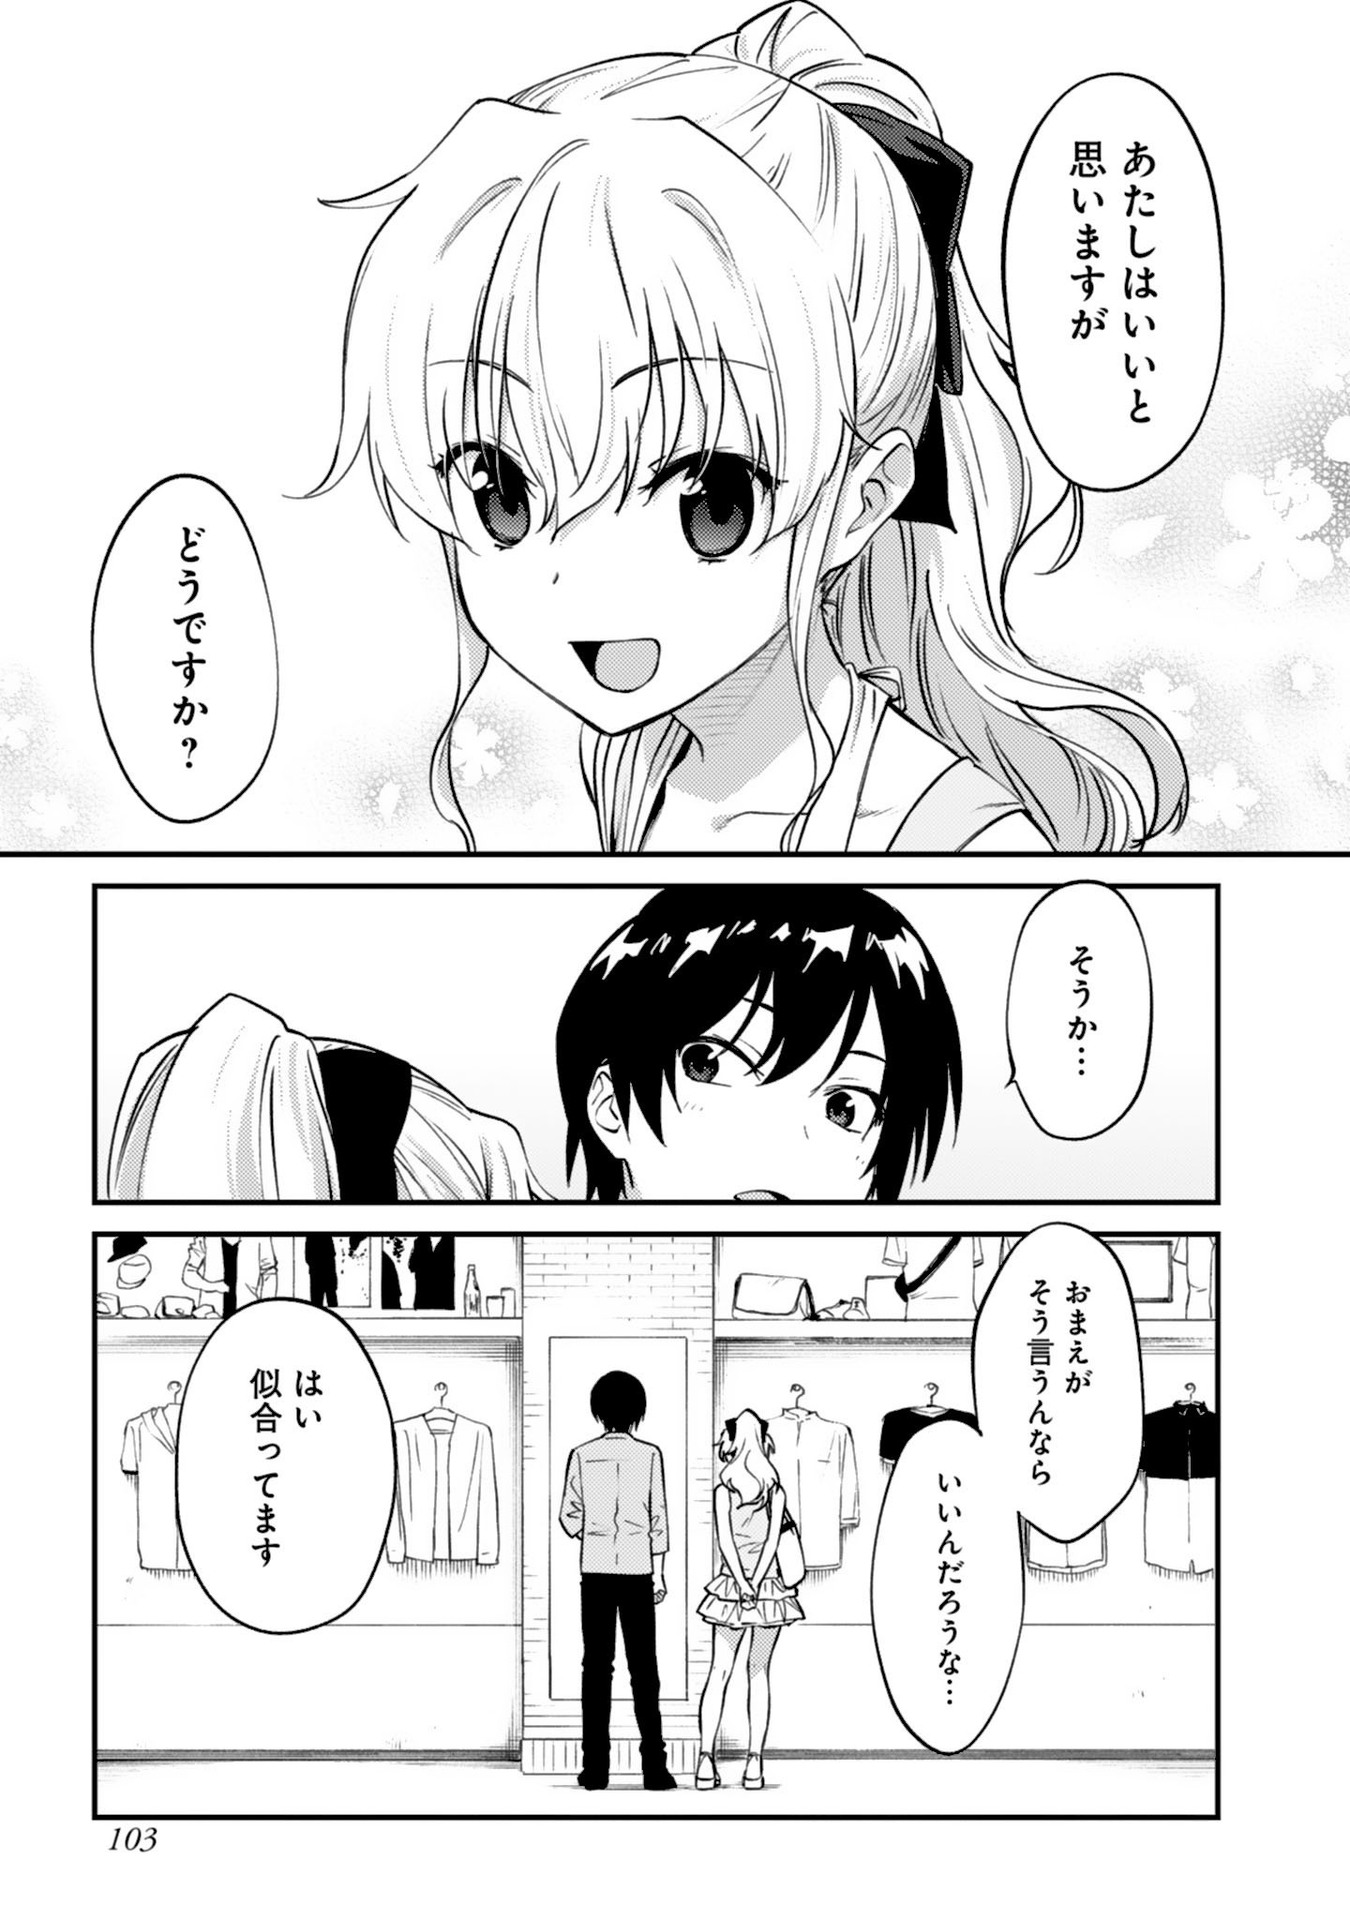 あたしはいいと
思いますが
どうですか?
そうか…
おまえが
そう言うんなら
いいんだろうな…
はい
似合ってます
103